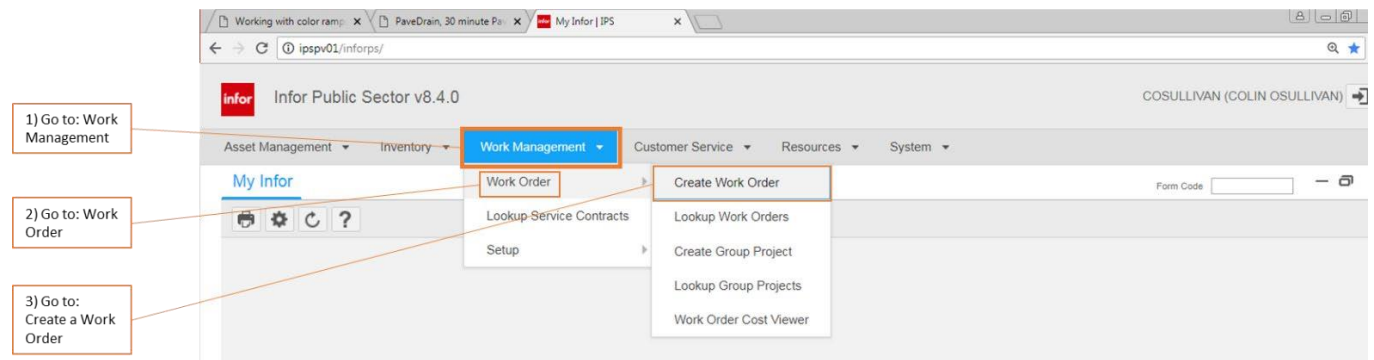 Working with color ramp
PaveDrain, 30 minute Pav
My Infor | IPS
ipspv01/inforps/
infor
Infor Public Sector v8.4.0
COSULLIVAN (COLIN OSULLIVAN)
1) Go to: Work
Management
Asset Management
Inventory
Work Management
Customer Service
Resources
System
My Infor
Work Order
Create Work Order
Form Code
2) Go to: Work
Order
Lookup Service Contracts
Lookup Work Orders
Setup
Create Group Project
Lookup Group Projects
3) Go to:
Create a Work
Order
Work Order Cost Viewer